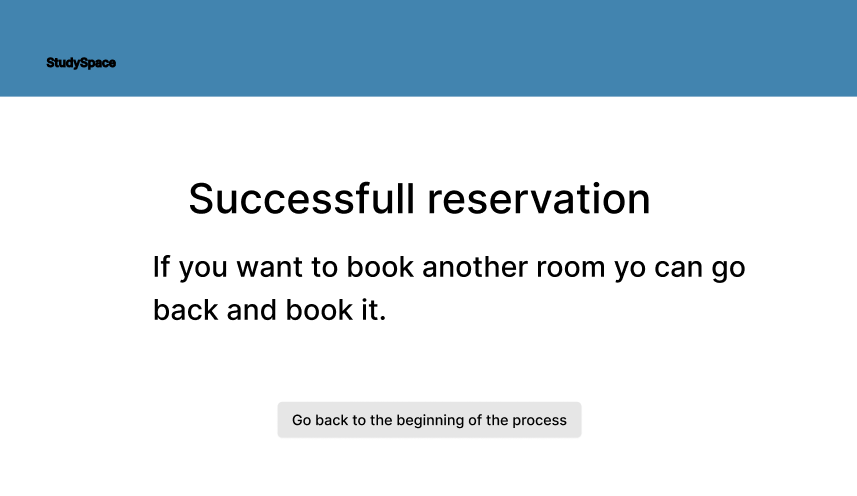 StudySpace
Successfull reservation
If you want to book another room yo can go
back and book it.
Go back to the beginning of the process